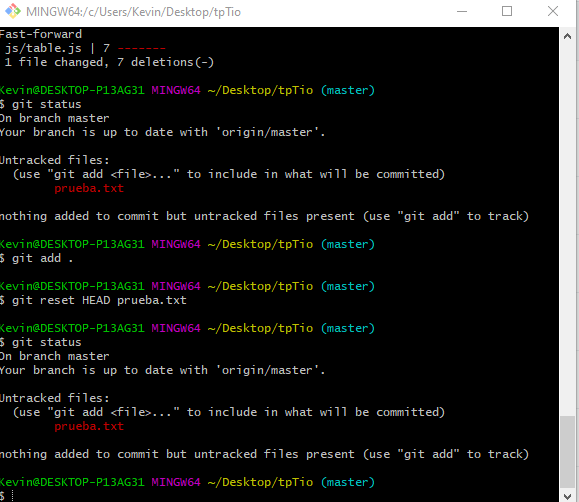 MINGW64:/c/Users/Kevin/Desktop/tpTio
Fast-forward
js/table.js | 7 -------
1 file changed, 7 deletions(-)
Kevin@DESKTOP-P13AG31 MINGW64 ~/Desktop/tpTio (master)
$ git status
On branch master
Your branch is up to date with 'origin/master'.
Untracked files:
(use "git add <file>..." to include in what will be committed)
prueba.txt
nothing added to commit but untracked files present (use "git add" to track)
Kevin@DESKTOP-P13AG31 MINGW64 ~/Desktop/tpTio (master)
$ git add .
Kevin@DESKTOP-P13AG31 MINGW64 ~/Desktop/tpTio (master)
$ git reset HEAD prueba.txt
Kevin@DESKTOP-P13AG31 MINGW64 ~/Desktop/tpTio (master)
$ git status
On branch master
Your branch is up to date with 'origin/master'.
Untracked files:
(use "git add <file>..." to include in what will be committed)
prueba.txt
nothing added to commit but untracked files present (use "git add" to track)
Kevin@DESKTOP-P13AG31 MINGW64 ~/Desktop/tpTio (master)
$